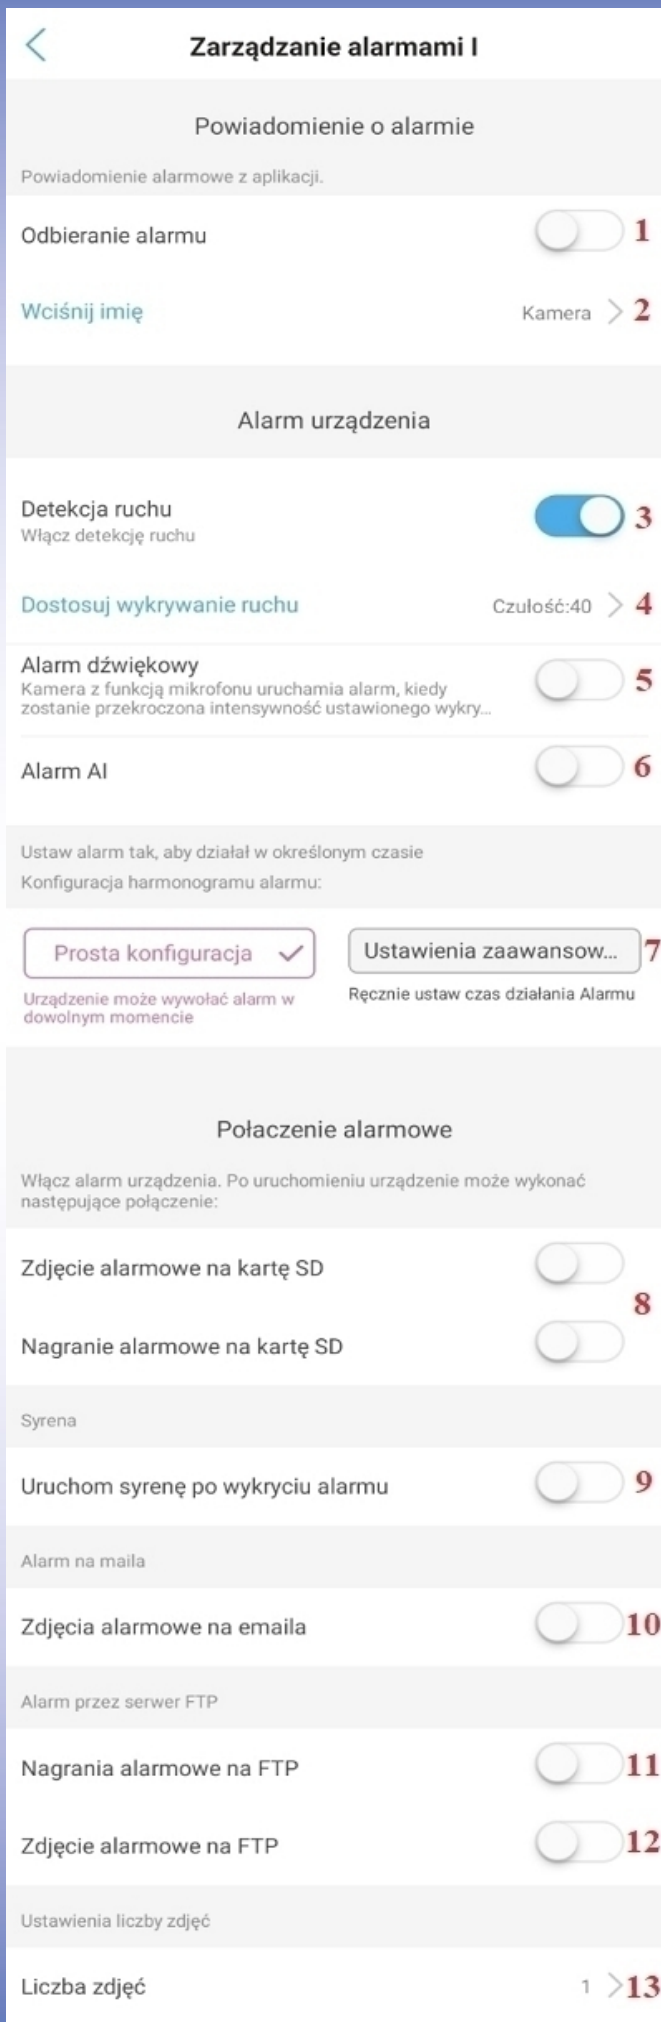 Zarządzanie alarmami I
Powiadomienie o alarmie
Powiadomienie alarmowe z aplikacji.
Odbieranie alarmu 1
Wciśnij imię Kamera 2
Alarm urządzenia
Detekcja ruchu 3
Włącz detekcję ruchu
Dostosuj wykrywanie ruchu Czułość:40 4
Alarm dźwiękowy 5
Kamera z funkcją mikrofonu uruchamia alarm, kiedy
zostanie przekroczona intensywność ustawionego wykry...
Alarm AI 6
Ustaw alarm tak, aby działał w określonym czasie
Konfiguracja harmonogramu alarmu:
Prosta konfiguracja
Urządzenie może wywołać alarm w
dowolnym momencie
Ustawienia zaawansow... 7
Ręcznie ustaw czas działania Alarmu
Połaczenie alarmowe
Włącz alarm urządzenia. Po uruchomieniu urządzenie może wykonać
następujące połączenie:
Zdjęcie alarmowe na kartę SD
8
Nagranie alarmowe na kartę SD
Syrena
Uruchom syrenę po wykryciu alarmu 9
Alarm na maila
Zdjęcia alarmowe na emaila 10
Alarm przez serwer FTP
Nagrania alarmowe na FTP 11
Zdjęcie alarmowe na FTP 12
Ustawienia liczby zdjęć
Liczba zdjęć 1 13